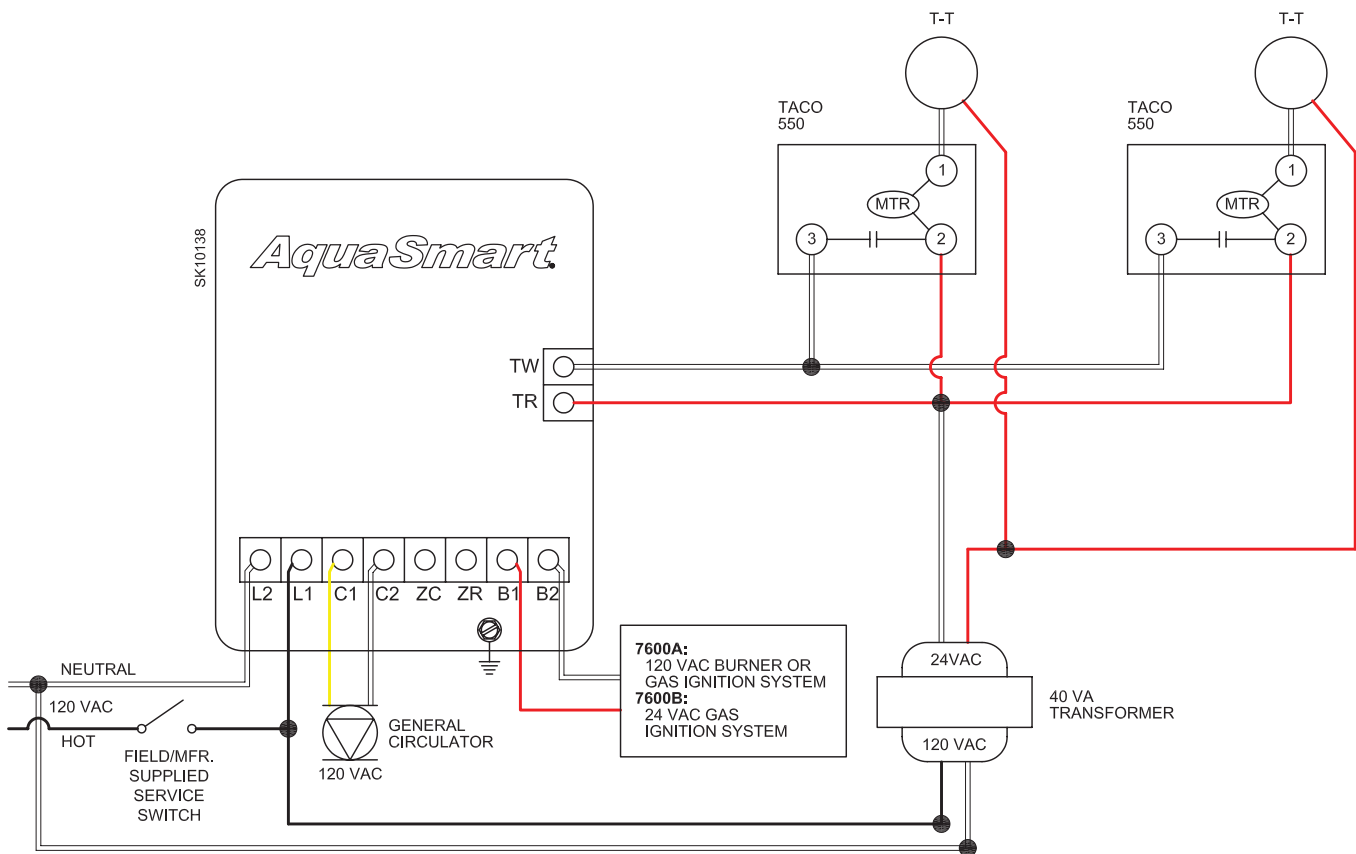 T-T
T-T
TACO
550
TACO
550
1
1
MTR
MTR
3
2
3
2
SK10138
AquaSmart
TW
TR
L2
L1
C1
C2
ZC
ZR
B1
B2
NEUTRAL
120 VAC
HOT
FIELD/MFR.
SUPPLIED
SERVICE
SWITCH
GENERAL
CIRCULATOR
120 VAC
7600A:
120 VAC BURNER OR
GAS IGNITION SYSTEM
7600B:
24 VAC GAS
IGNITION SYSTEM
24VAC
40 VA
TRANSFORMER
120 VAC